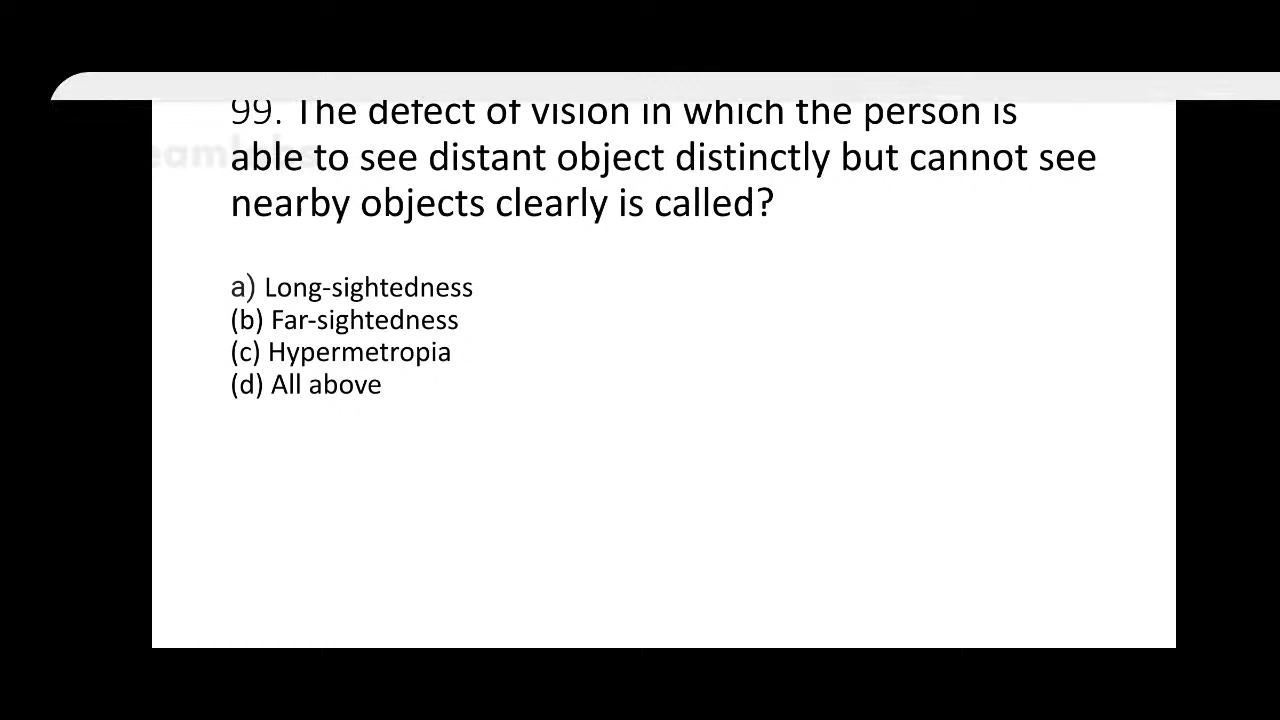 99. The defect of vision in which the person is
able to see distant object distinctly but cannot see
nearby objects clearly is called?
a) Long-sightedness
(b) Far-sightedness
(c) Hypermetropia
(d) All above